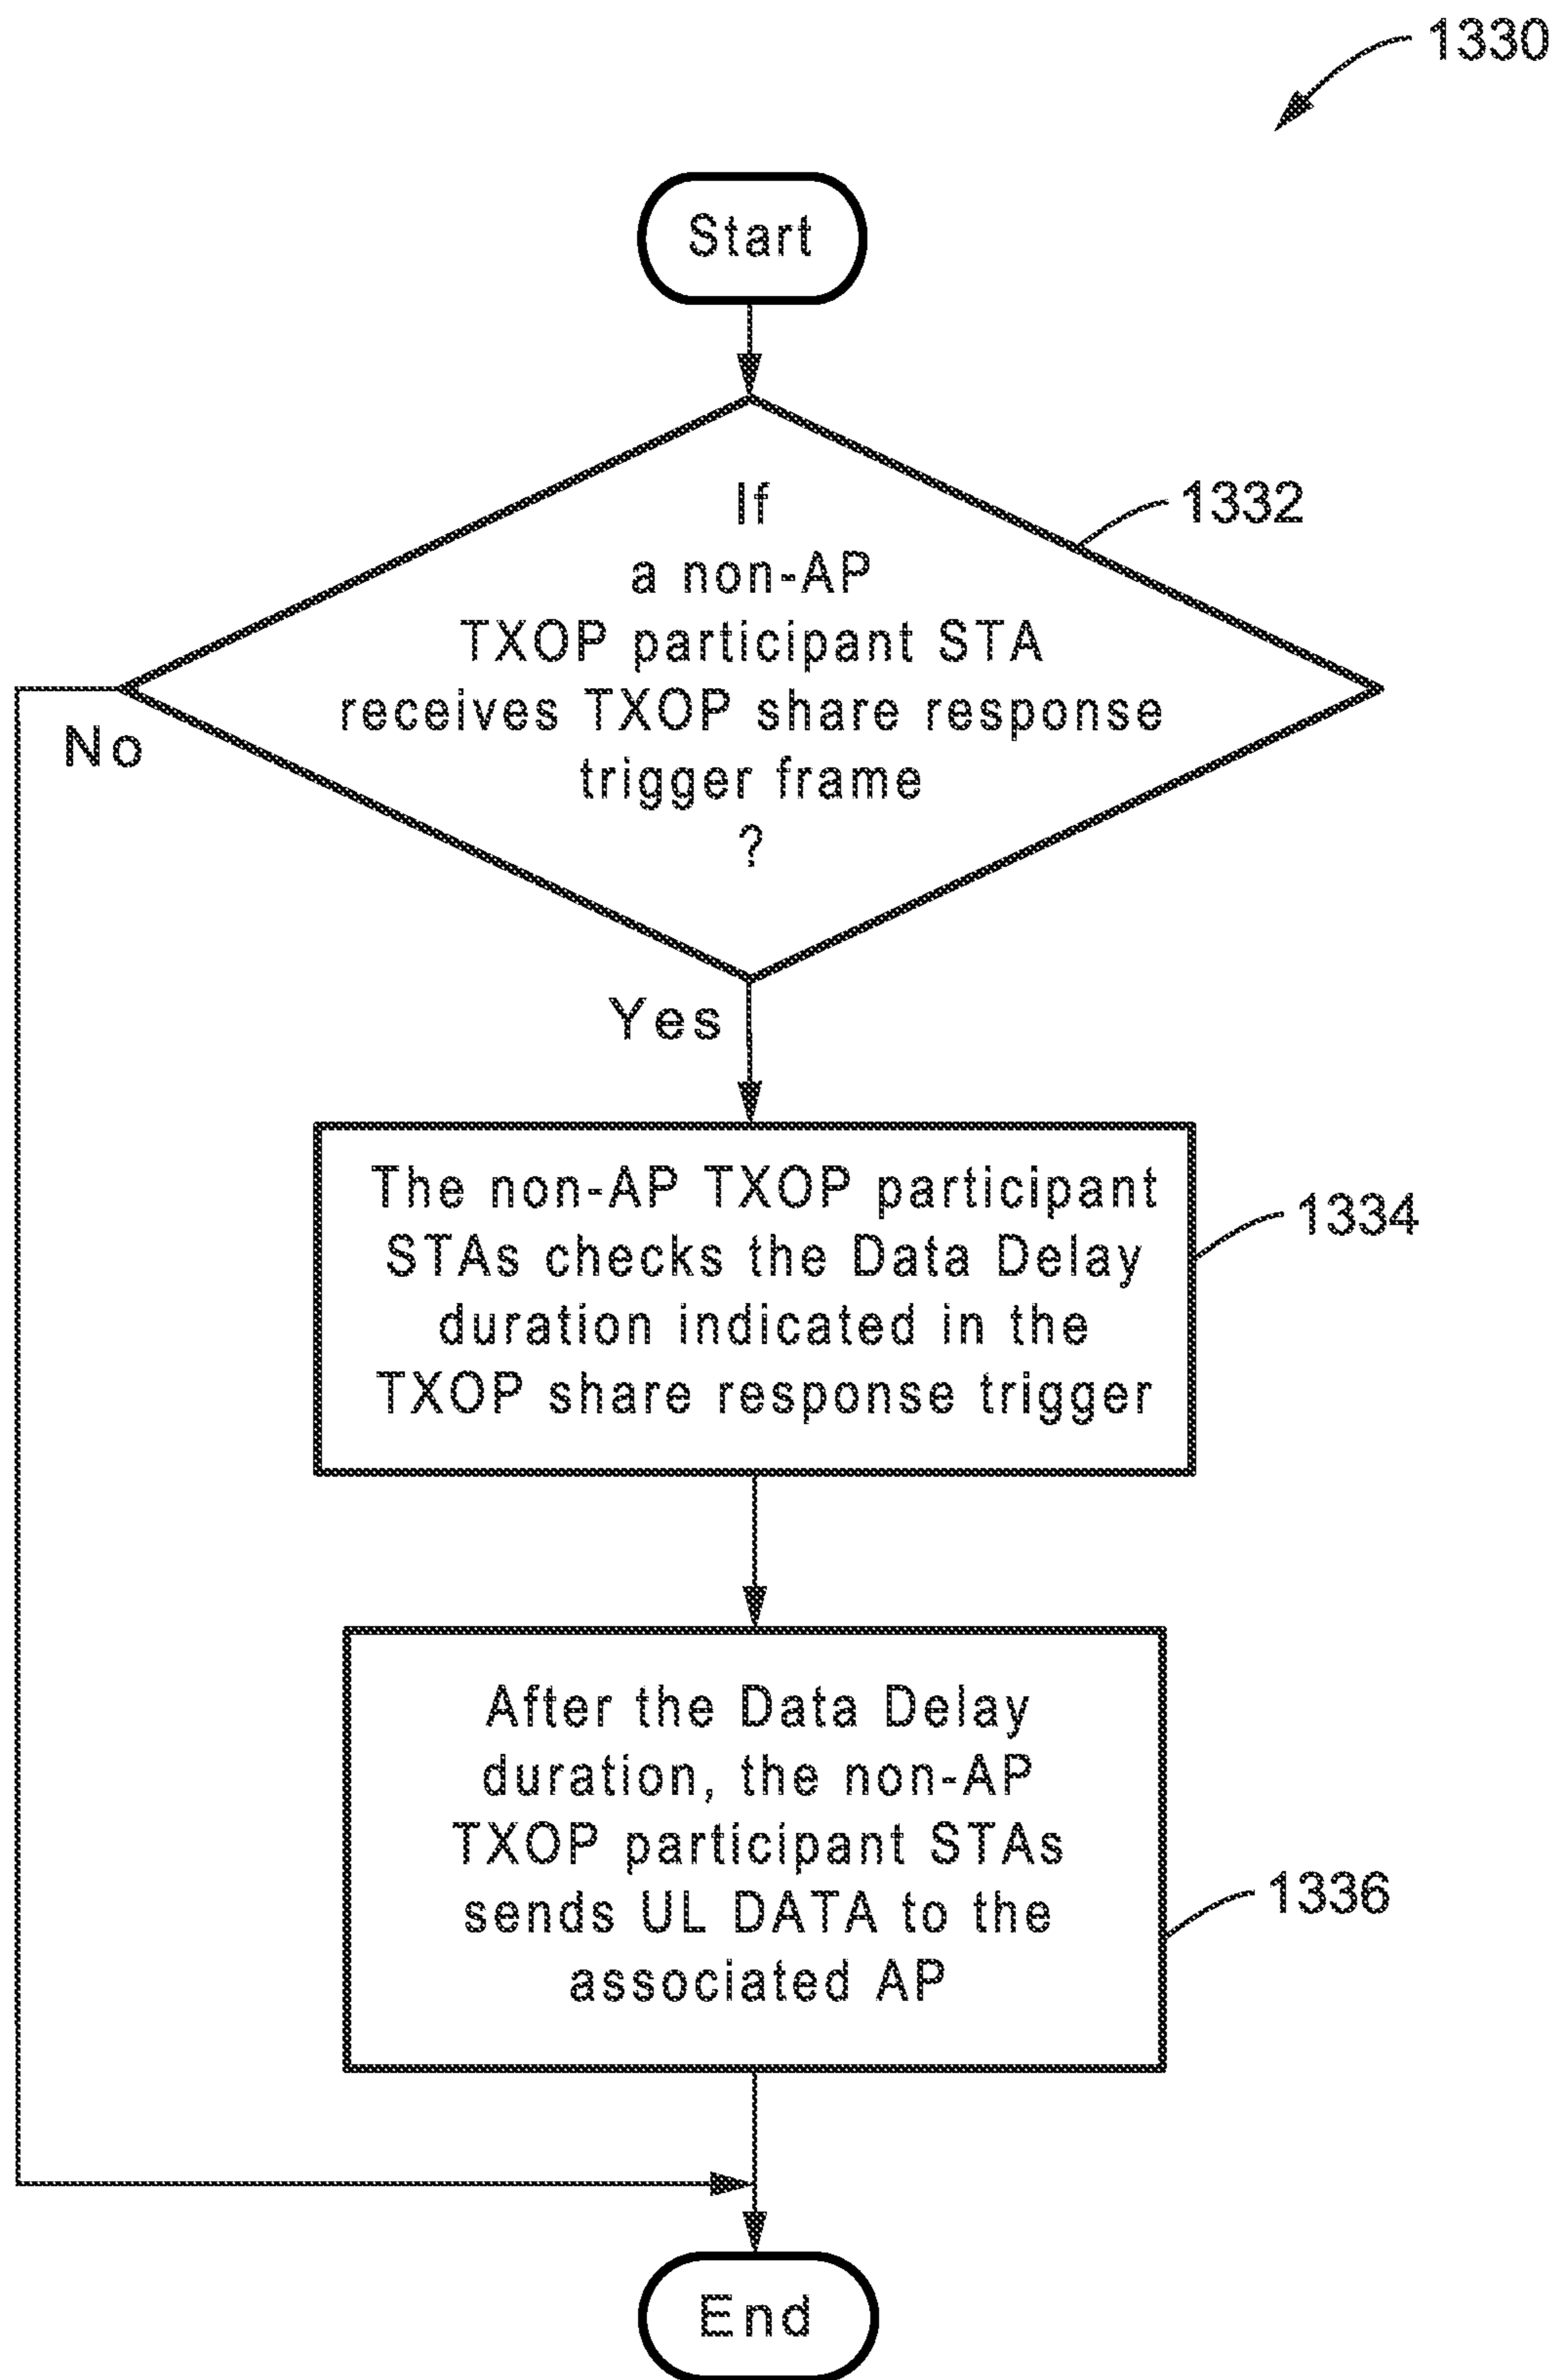 1330
Start
If
a non-AP
TXOP participant STA
receives TXOP share response
trigger frame
?
1332
No
Yes
The non-AP TXOP participant
STAs checks the Data Delay
duration indicated in the
TXOP share response trigger
1334
After the Data Delay
duration, the non-AP
TXOP participant STAs
sends UL DATA to the
associated AP
1336
End